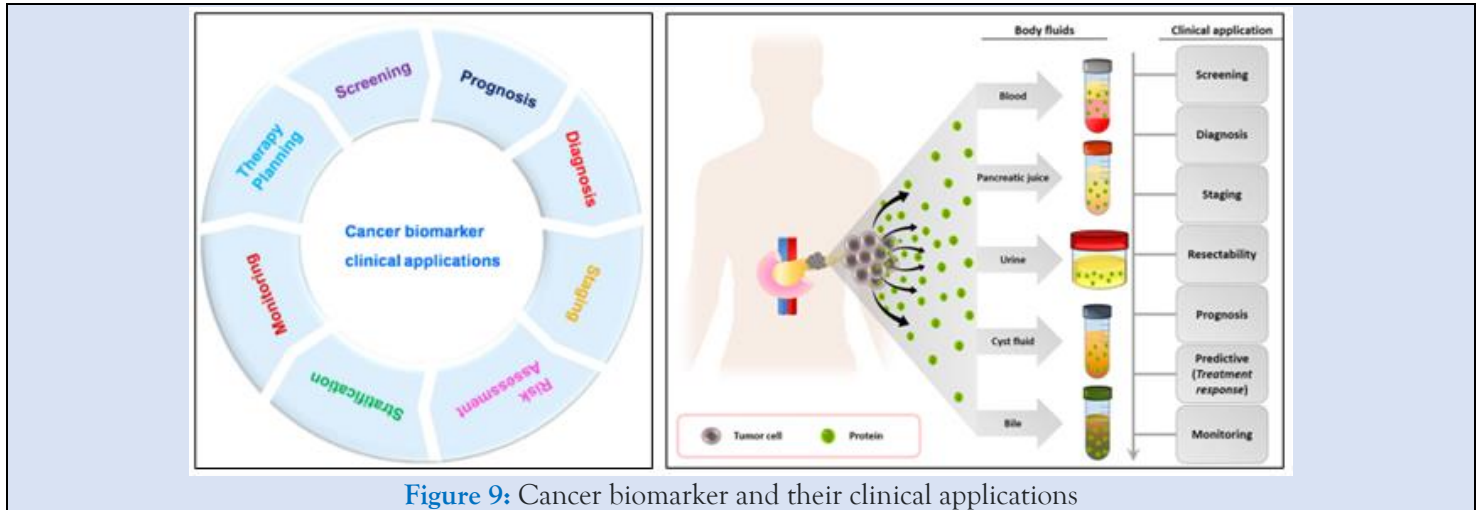 Screening
Prognosis
Diagnosis
Staging
Risk
Assessment
Stratification
Monitoring
Therapy
Planning
Cancer biomarker
clinical applications
Body fluids
Clinical application
Blood
Pancreatic juice
Urine
Cyst fluid
Bile
Screening
Diagnosis
Staging
Resectability
Prognosis
Predictive
(Treatment
response)
Monitoring
Tumor cell
Protein
Figure 9: Cancer biomarker and their clinical applications